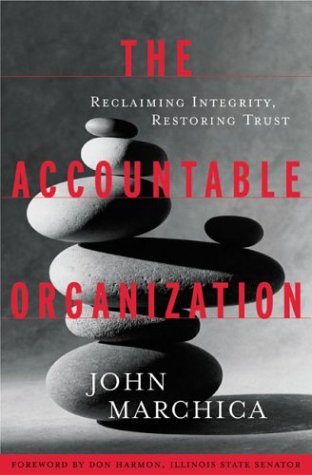 THE
RECLAIMING INTEGRITY,
RESTORING TRUST
ACCOUNTABLE
ORGANIZATION
JOHN
MARCHICA
FOREWORD BY DON HARMON, ILLINOIS STATE SENATOR